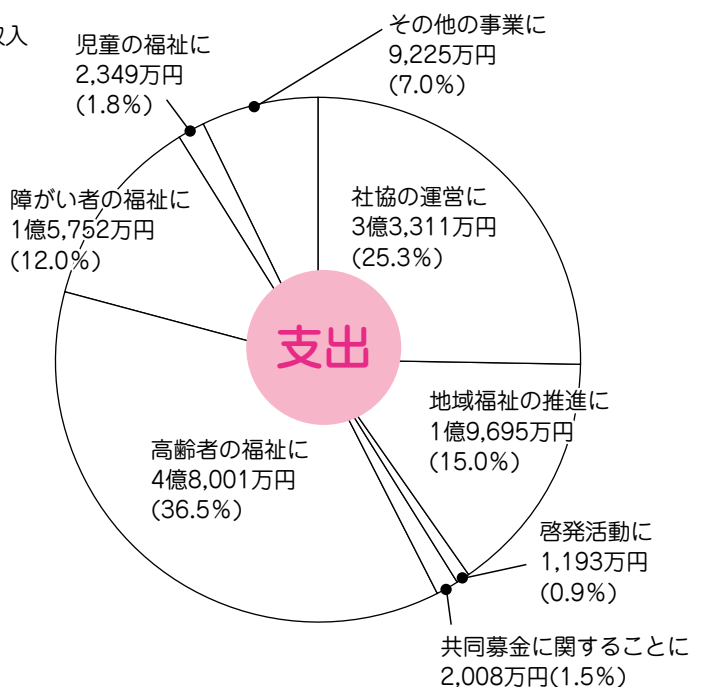 収入
児童の福祉に
2,349万円
(1.8%)
その他の事業に
9,225万円
(7.0%)
障がい者の福祉に
1億5,752万円
(12.0%)
社協の運営に
3億3,311万円
(25.3%)
支出
地域福祉の推進に
1億9,695万円
(15.0%)
高齢者の福祉に
4億8,001万円
(36.5%)
啓発活動に
1,193万円
(0.9%)
共同募金に関することに
2,008万円(1.5%)